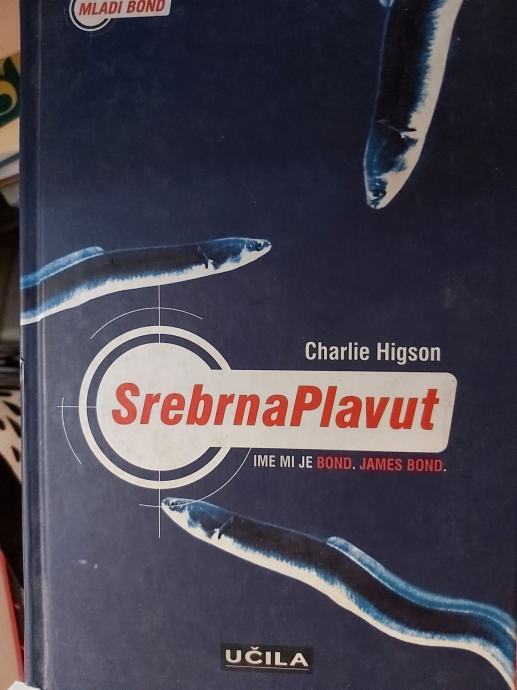 MLADI BOND
Charlie Higson
SrebrnaPlavut
IME MI JE BOND. JAMES BOND.
UČILA